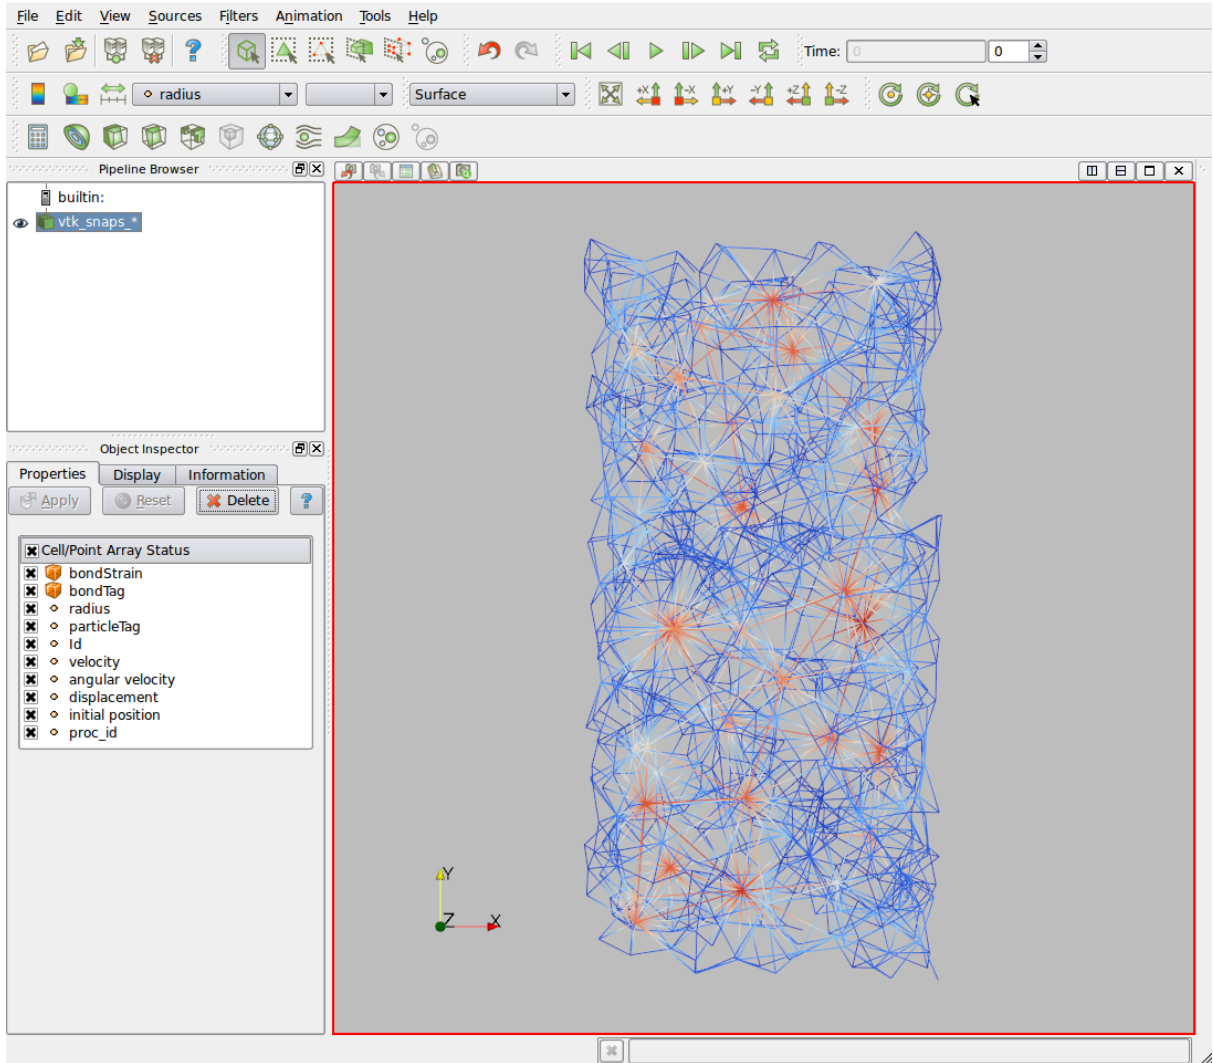 File Edit View Sources Filters Animation Tools Help
Time: 0 0
radius Surface +X -X +Y -Y +Z -Z
Pipeline Browser
builtin:
vtk_snaps_*
Object Inspector
Properties Display Information
Apply Reset Delete ?
Cell/Point Array Status
bondStrain
bondTag
radius
particleTag
Id
velocity
angular velocity
displacement
initial position
proc_id
Y
Z X